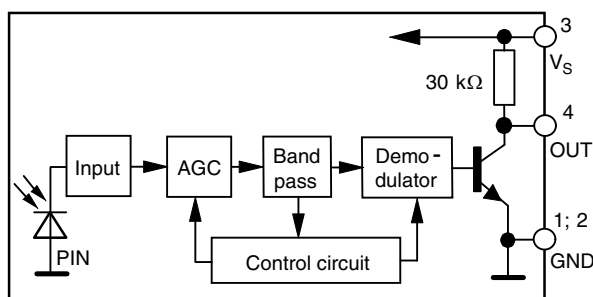 3
V_S
30 kΩ
4
OUT
Input
AGC
Band
pass
Demo-
dulator
1; 2
GND
PIN
Control circuit